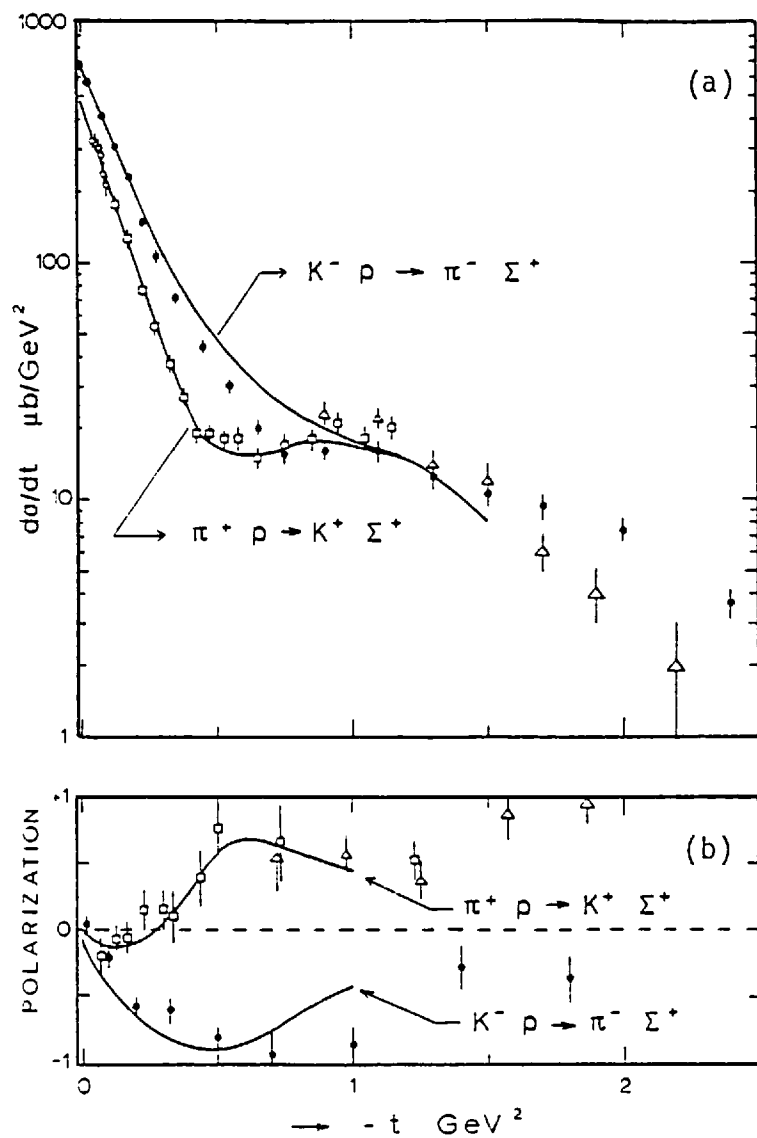 1000
(a)
K⁻ p → π⁻ Σ⁺
100
dσ/dt μb/GeV²
10
π⁺ p → K⁺ Σ⁺
1
+1
(b)
π⁺ p → K⁺ Σ⁺
0
POLARIZATION
K⁻ p → π⁻ Σ⁺
-1
0 1 2
→ - t GeV²